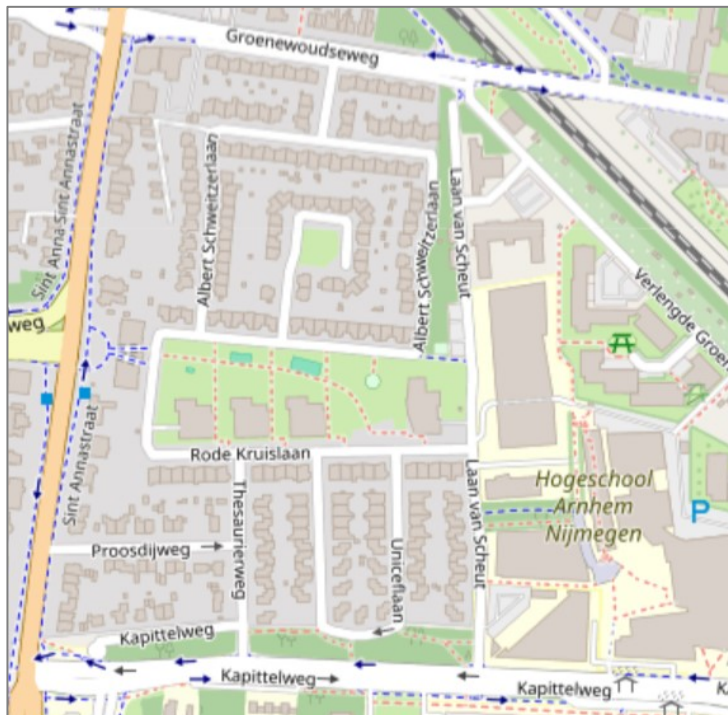 Groenewoudseweg
Sint Anna Sint Annastraat
Albert Schweitzerlaan
Albert Schweitzerlaan
Laan van Scheut
weg
Verlengde Groen
Sint Annastraat
Rode Kruislaan
Laan van Scheut
Hogeschool
Arnhem
Nijmegen
P
Thesaurierweg
Proosdijweg
Uniceflaan
Kapittelweg
Kapittelweg
Kapittelweg
K